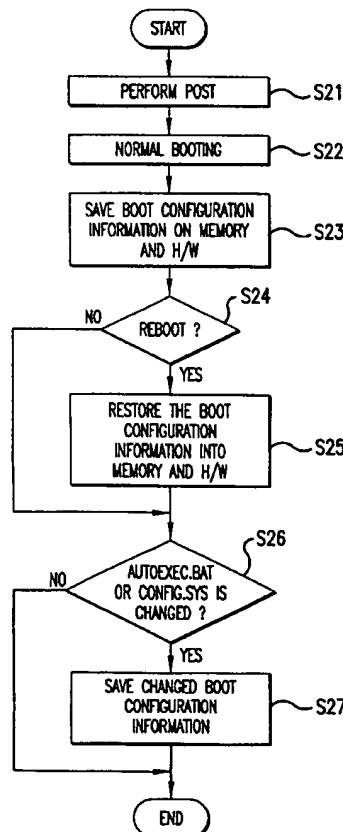 START
PERFORM POST
S21
NORMAL BOOTING
S22
SAVE BOOT CONFIGURATION
INFORMATION ON MEMORY
AND H/W
S23
S24
NO
REBOOT ?
YES
RESTORE THE BOOT
CONFIGURATION
INFORMATION INTO
MEMORY AND H/W
S25
S26
NO
AUTOEXEC.BAT
OR CONFIG.SYS IS
CHANGED ?
YES
SAVE CHANGED BOOT
CONFIGURATION
INFORMATION
S27
END